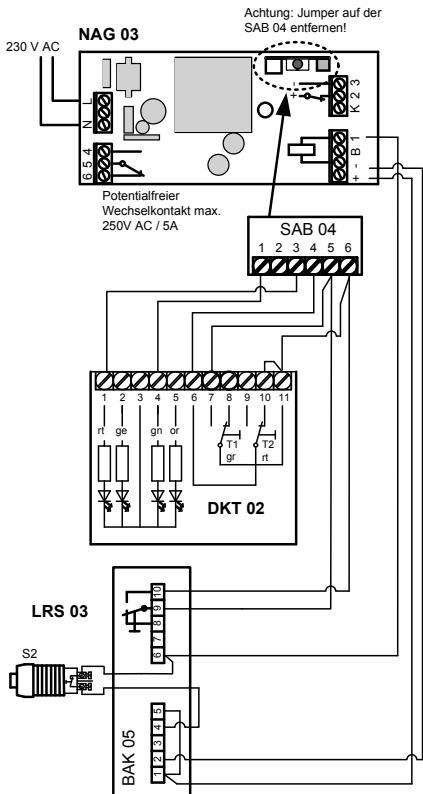 NAG 03
Achtung: Jumper auf der
SAB 04 entfernen!
230 V AC
L
N
4
5
6
- 
+
3
2
K
1
B
-
+
Potentialfreier
Wechselkontakt max.
250V AC / 5A
SAB 04
1 2 3 4 5 6
1 2 3 4 5 6 7 8 9 10 11
rt ge gn or
T1
gr
T2
rt
DKT 02
LRS 03
10
9
8
7
6
S2
5
4
3
2
1
BAK 05